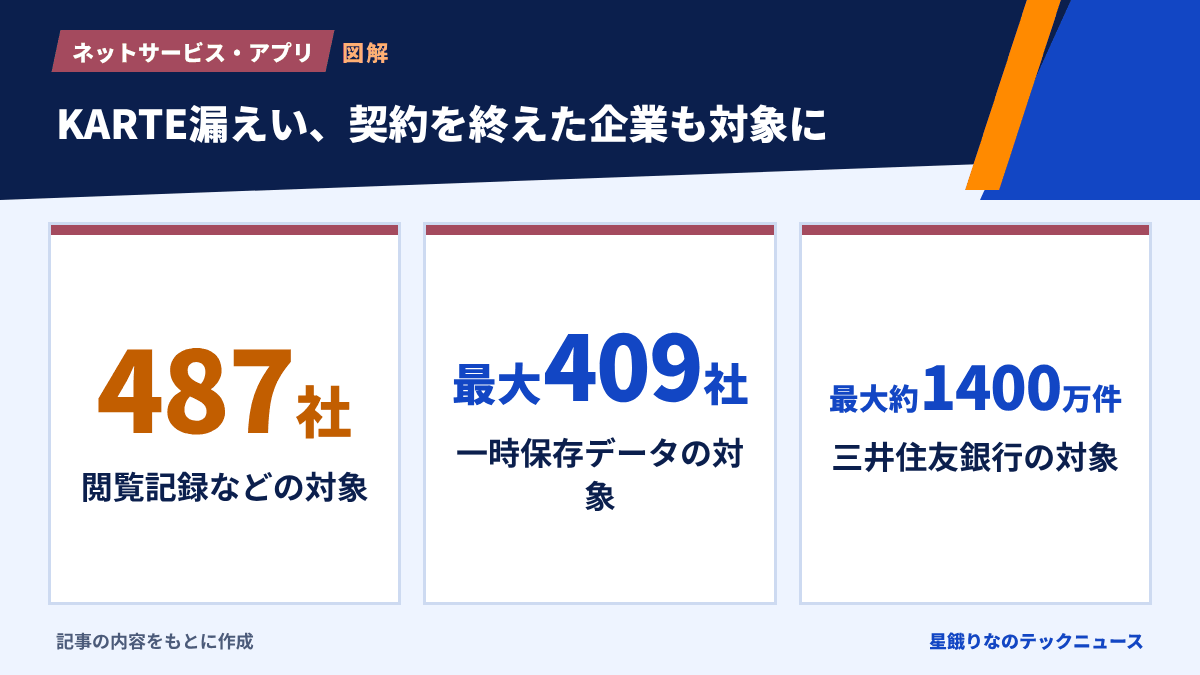 ネットサービス・アプリ 図解
KARTE漏えい、契約を終えた企業も対象に
487社
閲覧記録などの対象
最大409社
一時保存データの対
象
最大約1400万件
三井住友銀行の対象
記事の内容をもとに作成
星餓りなのテックニュース